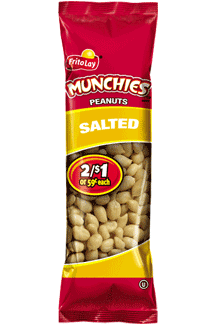 FritoLay
MUNCHIES
PEANUTS
SALTED
2/$1
or 59¢ each
U